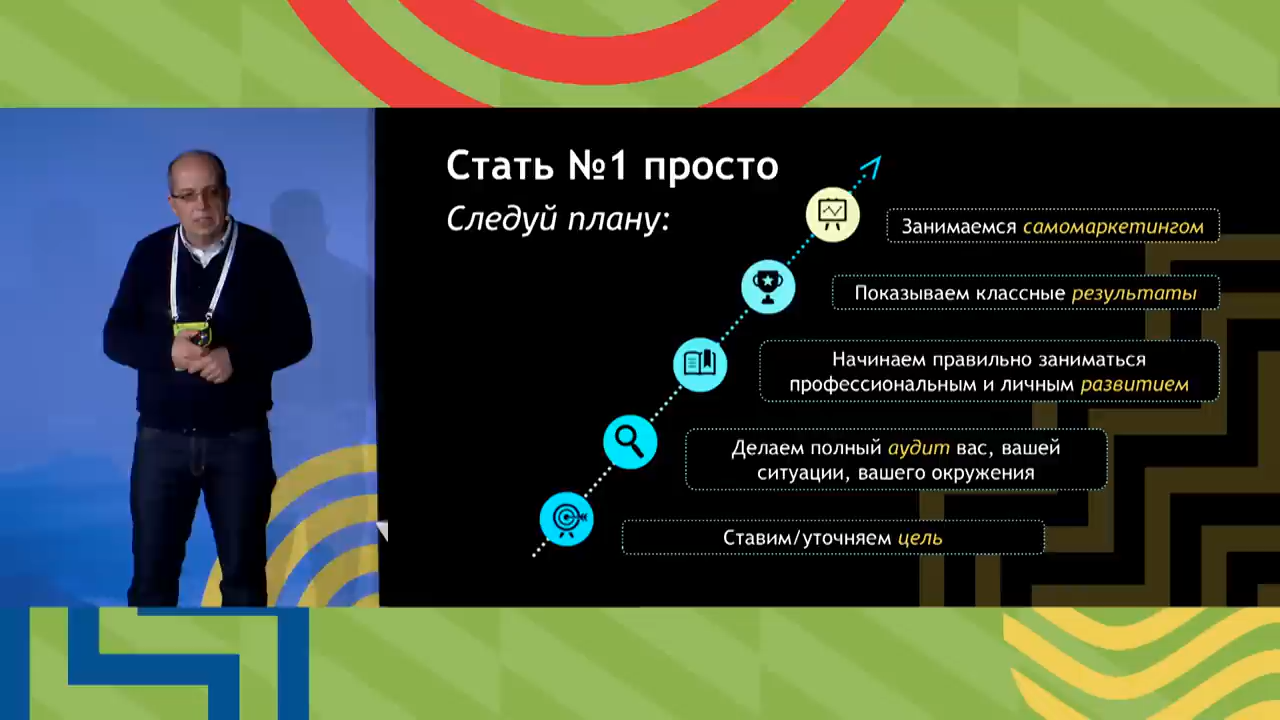 Стать №1 просто
Следуй плану:
Занимаемся самомаркетингом
Показываем классные результаты
Начинаем правильно заниматься
профессиональным и личным развитием
Делаем полный аудит вас, вашей
ситуации, вашего окружения
Ставим/уточняем цель